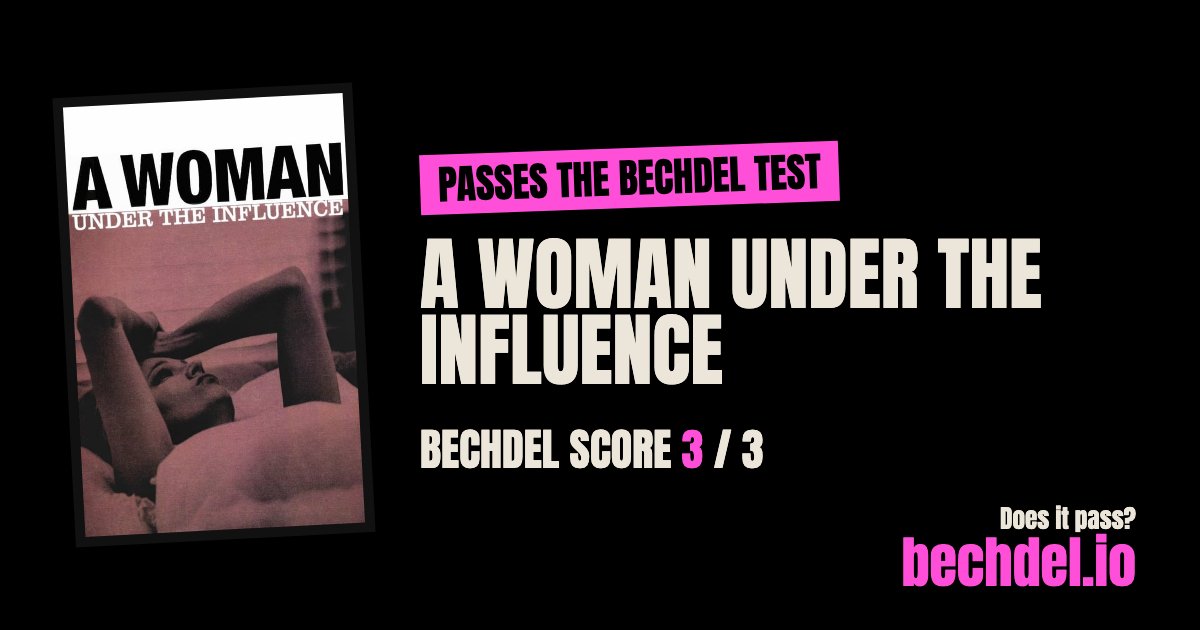 A WOMAN
UNDER THE INFLUENCE
PASSES THE BECHDEL TEST
A WOMAN UNDER THE
INFLUENCE
BECHDEL SCORE 3 / 3
Does it pass?
bechdel.io